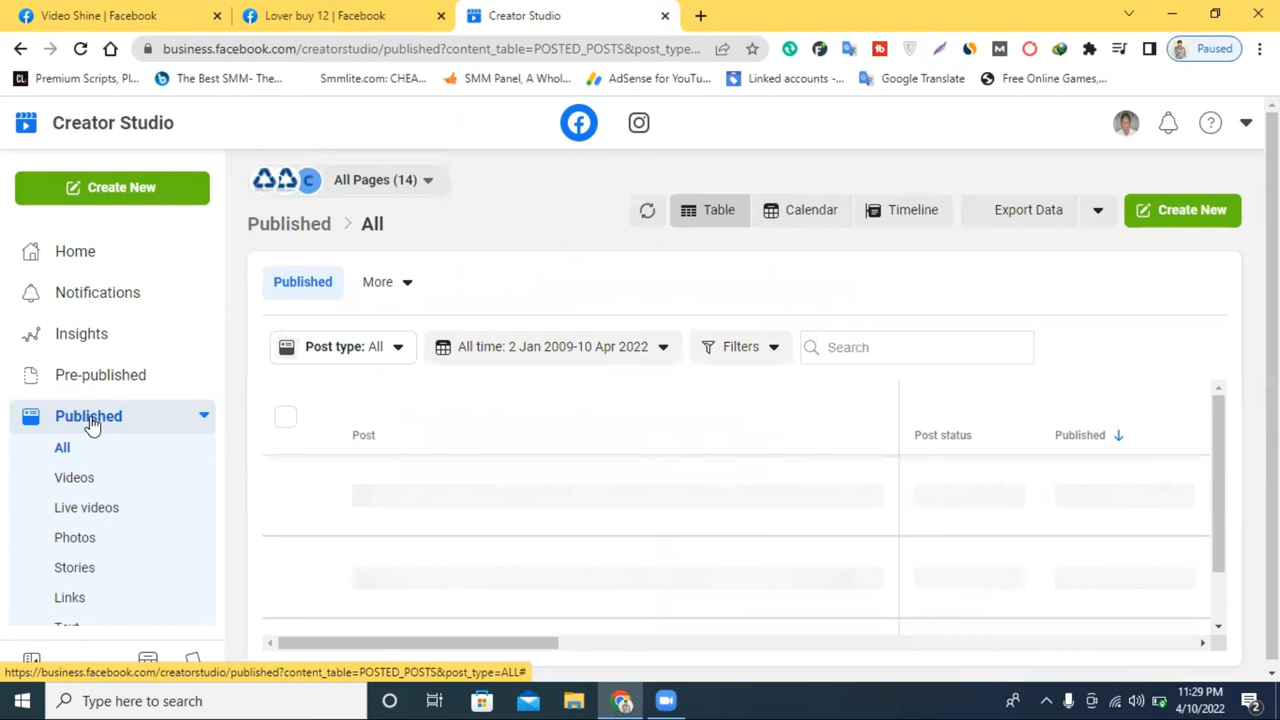 Video Shine | Facebook
Lover buy 12 | Facebook
Creator Studio
business.facebook.com/creatorstudio/published?content_table=POSTED_POSTS&post_type...
Paused
Premium Scripts, Pl...
The Best SMM- The...
Smmlite.com: CHEA...
SMM Panel, A Whol...
AdSense for YouTu...
Linked accounts -...
Google Translate
Free Online Games,...
Creator Studio
Create New
All Pages (14)
Published > All
Table
Calendar
Timeline
Export Data
Create New
Home
Notifications
Insights
Pre-published
Published
All
Videos
Live videos
Photos
Stories
Links
Published
More
Post type: All
All time: 2 Jan 2009-10 Apr 2022
Filters
Search
Post
Post status
Published
https://business.facebook.com/creatorstudio/published?content_table=POSTED_POSTS&post_type=ALL#
Type here to search
11:29 PM
4/10/2022
2